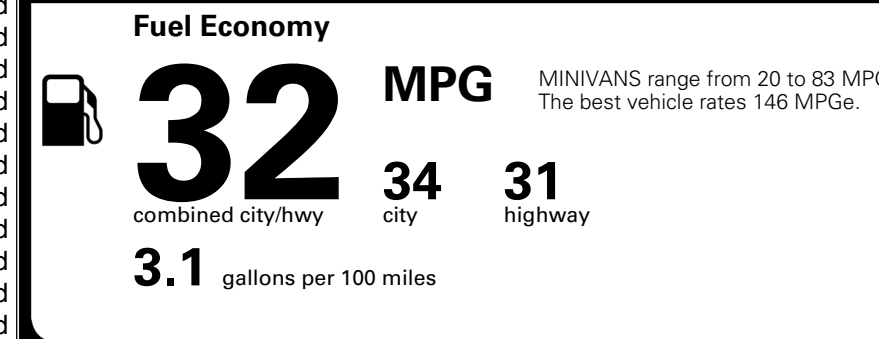 Fuel Economy
32 MPG
MINIVANS range from 20 to 83 MPG
The best vehicle rates 146 MPGe.
34 31
combined city/hwy city highway
3.1 gallons per 100 miles
d
d
d
d
d
d
d
d
d
d
d